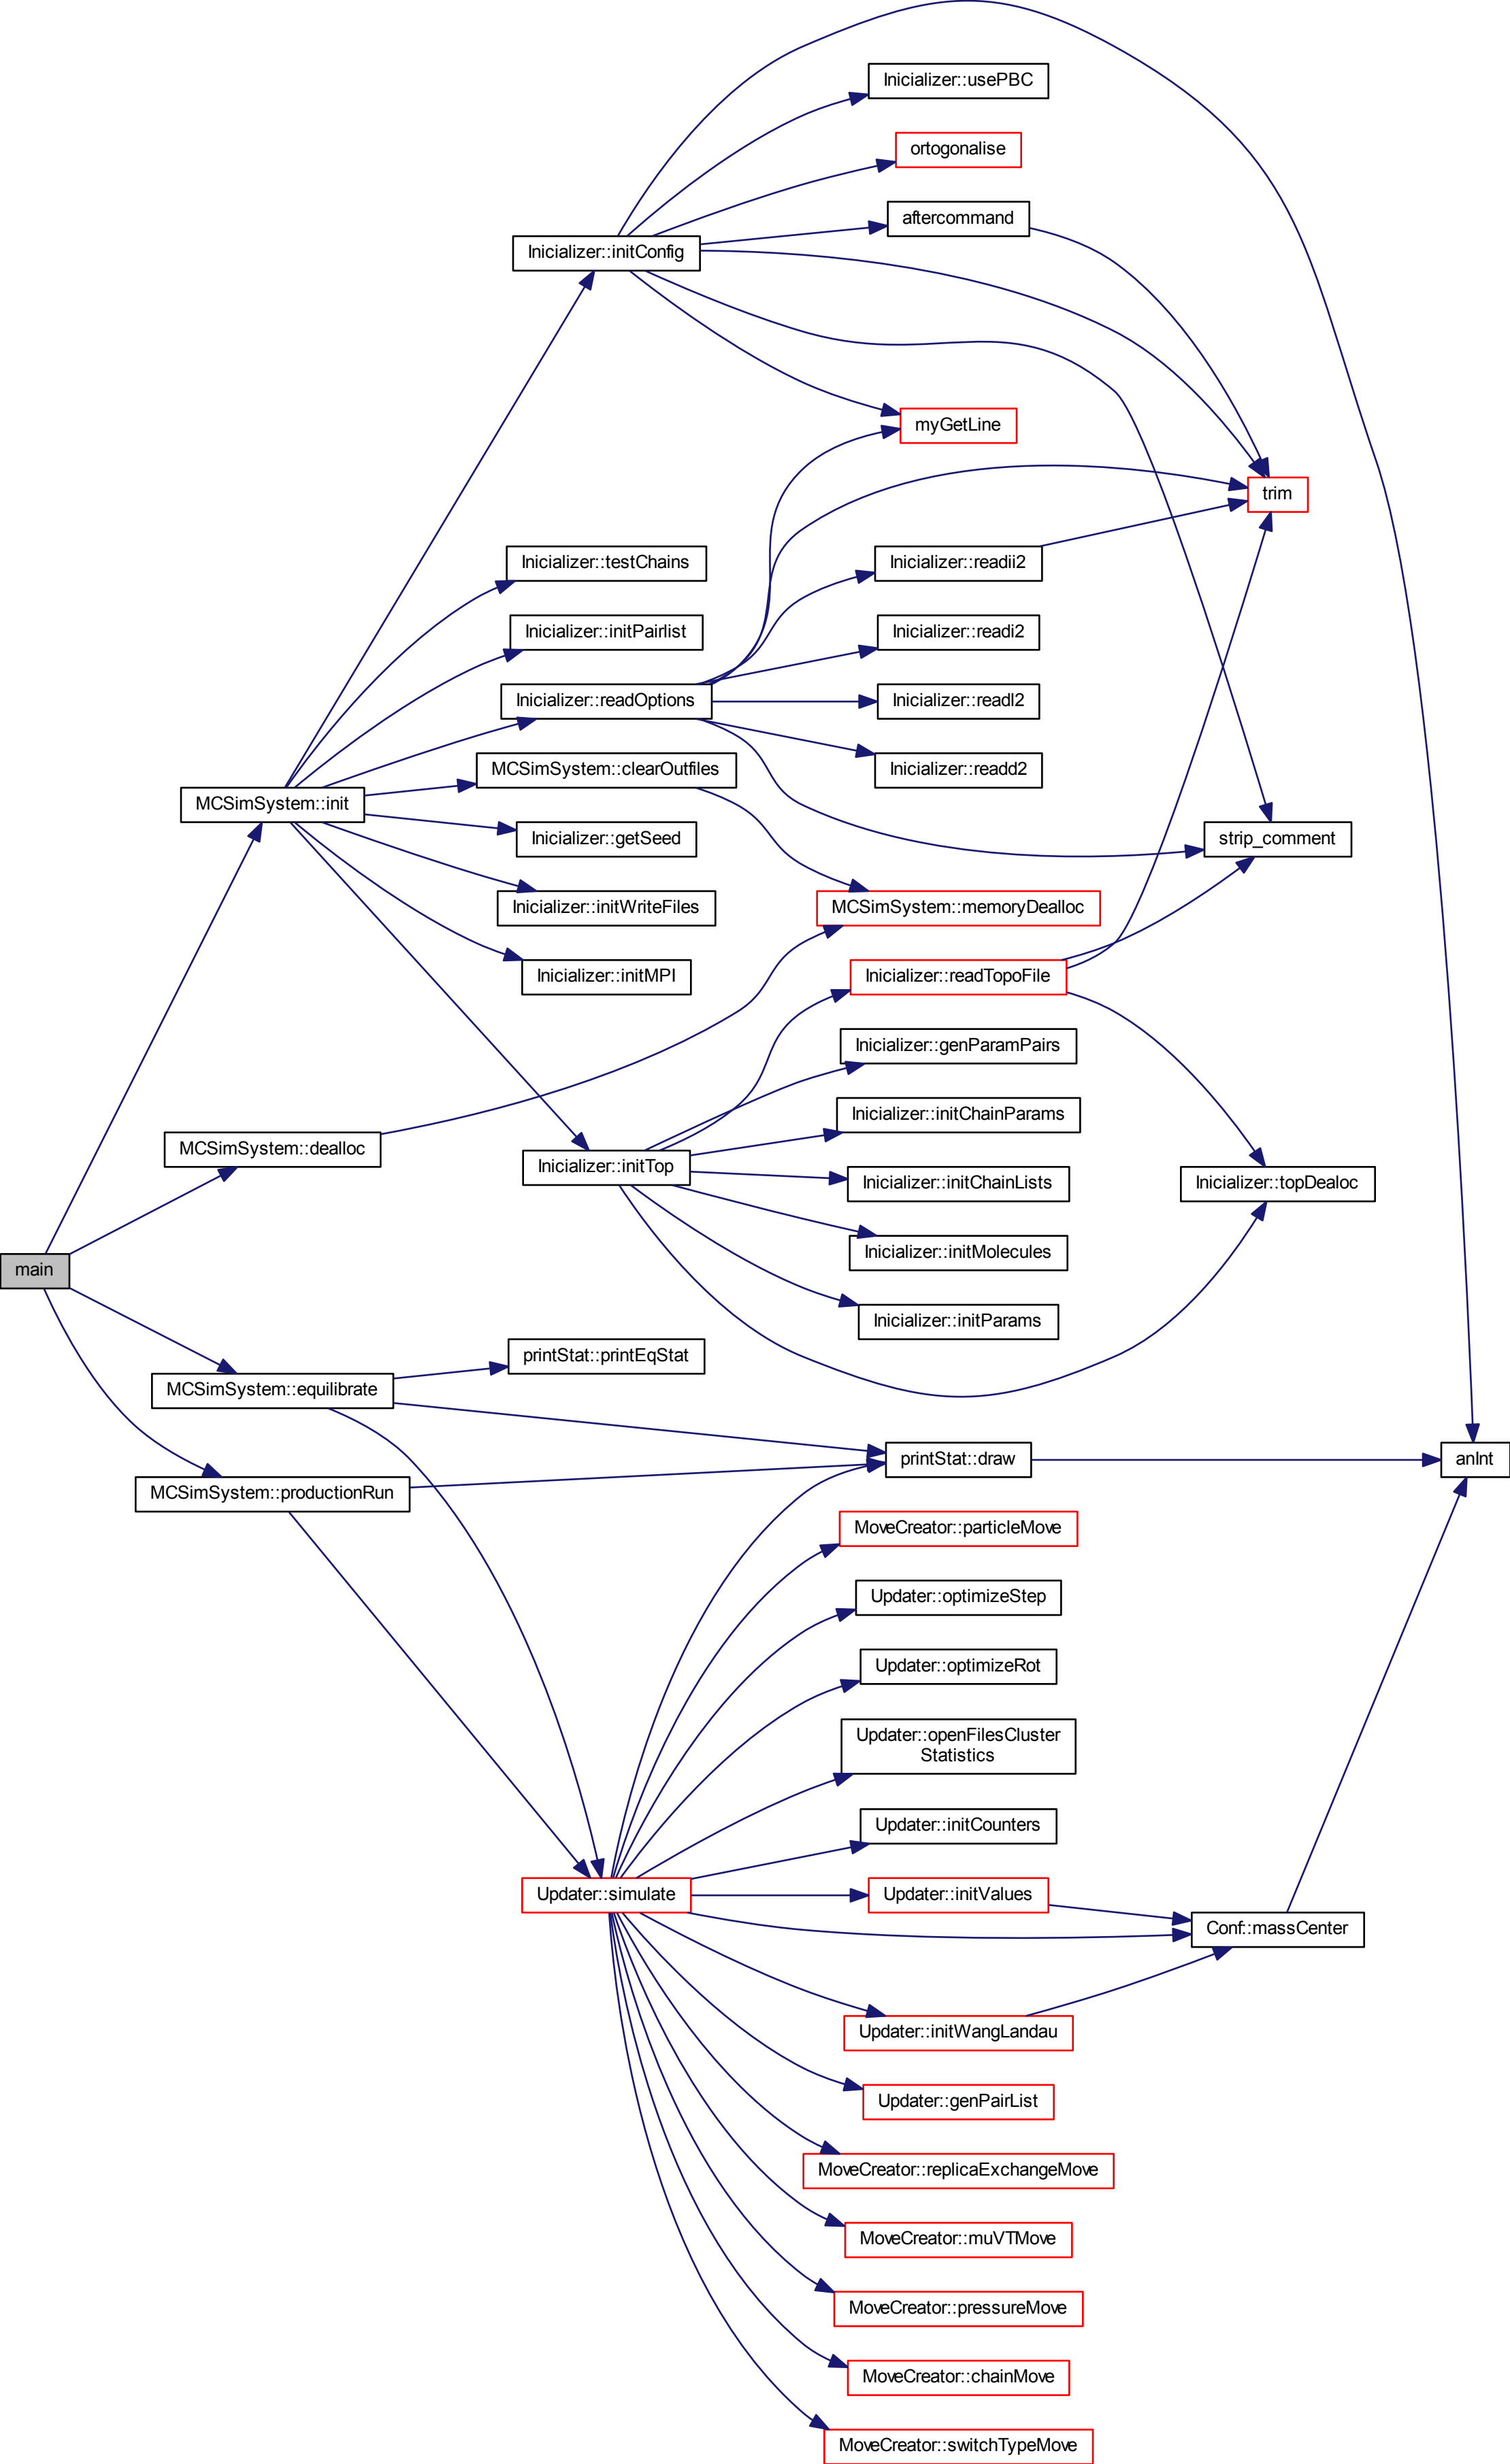 Inicializer::usePBC
ortogonalise
aftercommand
Inicializer::initConfig
myGetLine
trim
Inicializer::testChains
Inicializer::readii2
Inicializer::initPairlist
Inicializer::readi2
Inicializer::readOptions
Inicializer::readl2
MCSimSystem::clearOutfiles
Inicializer::readd2
MCSimSystem::init
Inicializer::getSeed
strip_comment
Inicializer::initWriteFiles
MCSimSystem::memoryDealloc
Inicializer::initMPI
Inicializer::readTopoFile
Inicializer::genParamPairs
Inicializer::initChainParams
MCSimSystem::dealloc
Inicializer::initTop
Inicializer::initChainLists
Inicializer::topDealoc
Inicializer::initMolecules
main
Inicializer::initParams
printStat::printEqStat
MCSimSystem::equilibrate
printStat::draw
anInt
MCSimSystem::productionRun
MoveCreator::particleMove
Updater::optimizeStep
Updater::optimizeRot
Updater::openFilesCluster
Statistics
Updater::initCounters
Updater::simulate
Updater::initValues
Conf::massCenter
Updater::initWangLandau
Updater::genPairList
MoveCreator::replicaExchangeMove
MoveCreator::muVTMove
MoveCreator::pressureMove
MoveCreator::chainMove
MoveCreator::switchTypeMove